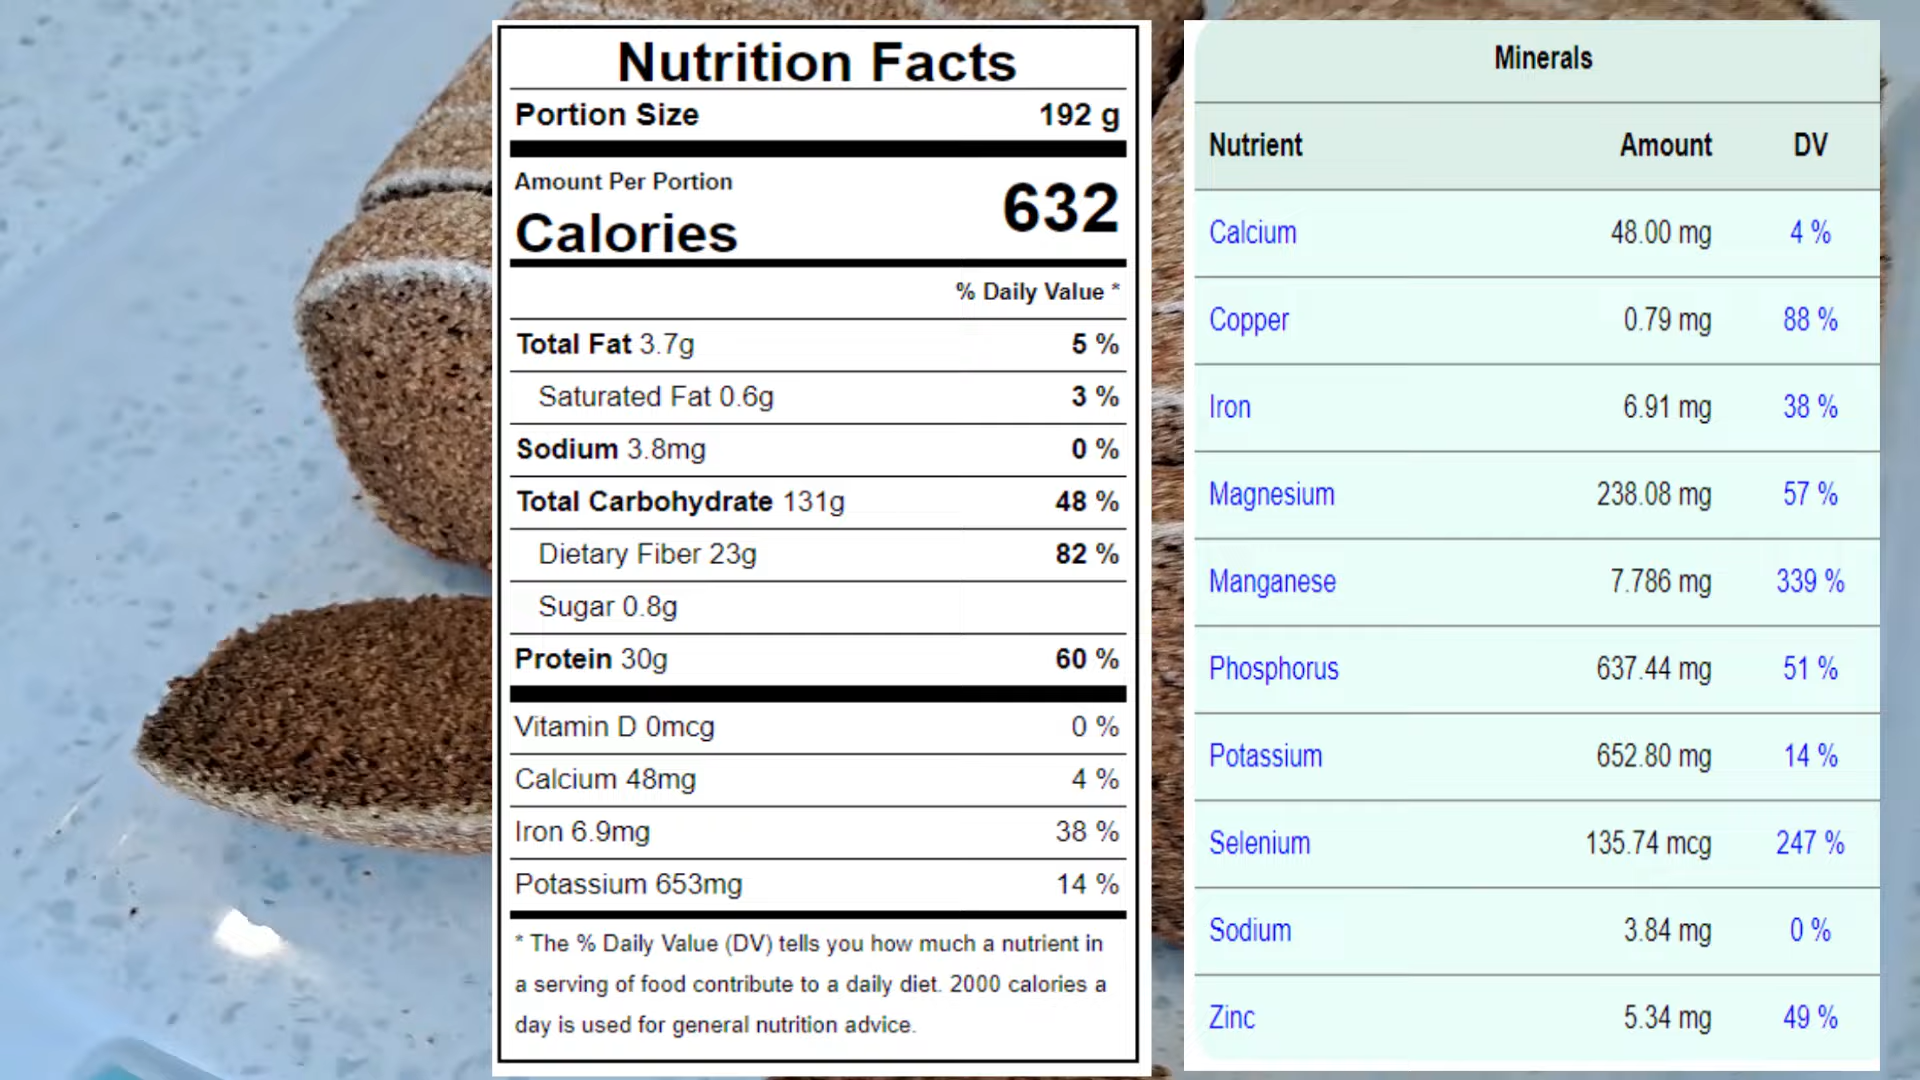 Nutrition Facts
Portion Size 192 g
Amount Per Portion
Calories 632
% Daily Value *
Total Fat 3.7g 5 %
Saturated Fat 0.6g 3 %
Sodium 3.8mg 0 %
Total Carbohydrate 131g 48 %
Dietary Fiber 23g 82 %
Sugar 0.8g
Protein 30g 60 %
Vitamin D 0mcg 0 %
Calcium 48mg 4 %
Iron 6.9mg 38 %
Potassium 653mg 14 %
* The % Daily Value (DV) tells you how much a nutrient in
a serving of food contribute to a daily diet. 2000 calories a
day is used for general nutrition advice.
Minerals
Nutrient Amount DV
Calcium 48.00 mg 4 %
Copper 0.79 mg 88 %
Iron 6.91 mg 38 %
Magnesium 238.08 mg 57 %
Manganese 7.786 mg 339 %
Phosphorus 637.44 mg 51 %
Potassium 652.80 mg 14 %
Selenium 135.74 mcg 247 %
Sodium 3.84 mg 0 %
Zinc 5.34 mg 49 %